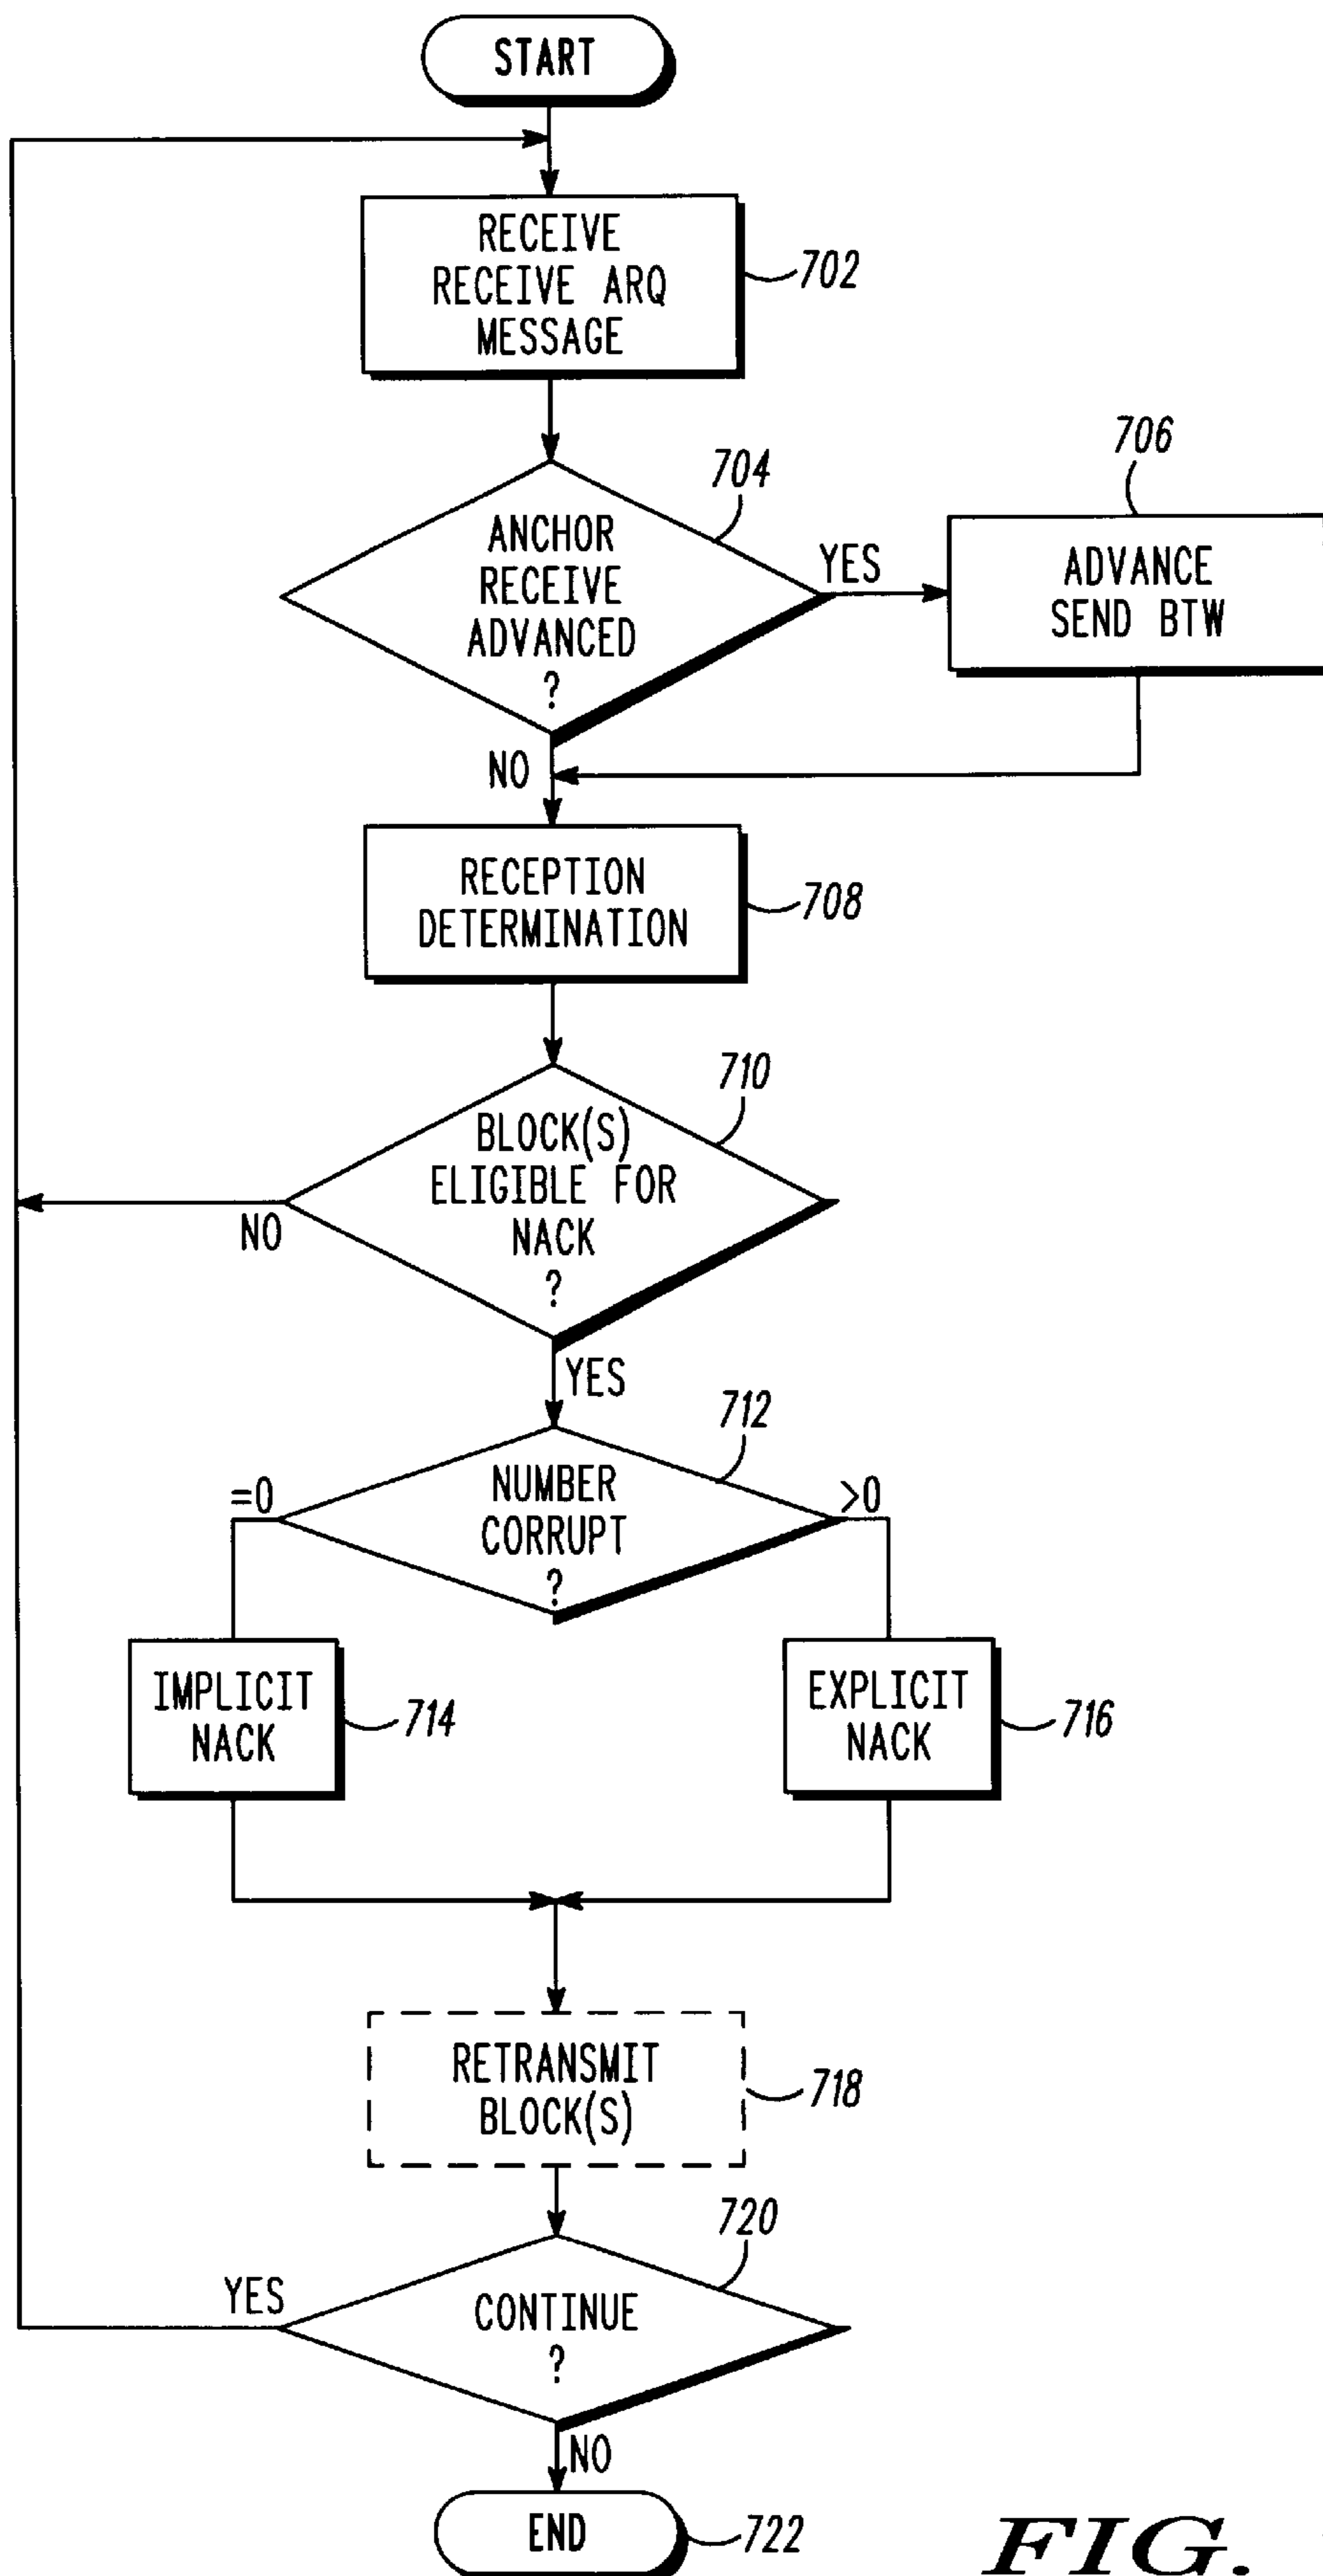 START
RECEIVE
RECEIVE ARQ
MESSAGE
702
704
ANCHOR
RECEIVE
ADVANCED
?
YES
706
ADVANCE
SEND BTW
NO
RECEPTION
DETERMINATION
708
710
BLOCK(S)
ELIGIBLE FOR
NACK
?
NO
YES
712
=0
NUMBER
CORRUPT
?
>0
IMPLICIT
NACK
714
EXPLICIT
NACK
716
RETRANSMIT
BLOCK(S)
718
720
YES
CONTINUE
?
NO
END
722
FIG.